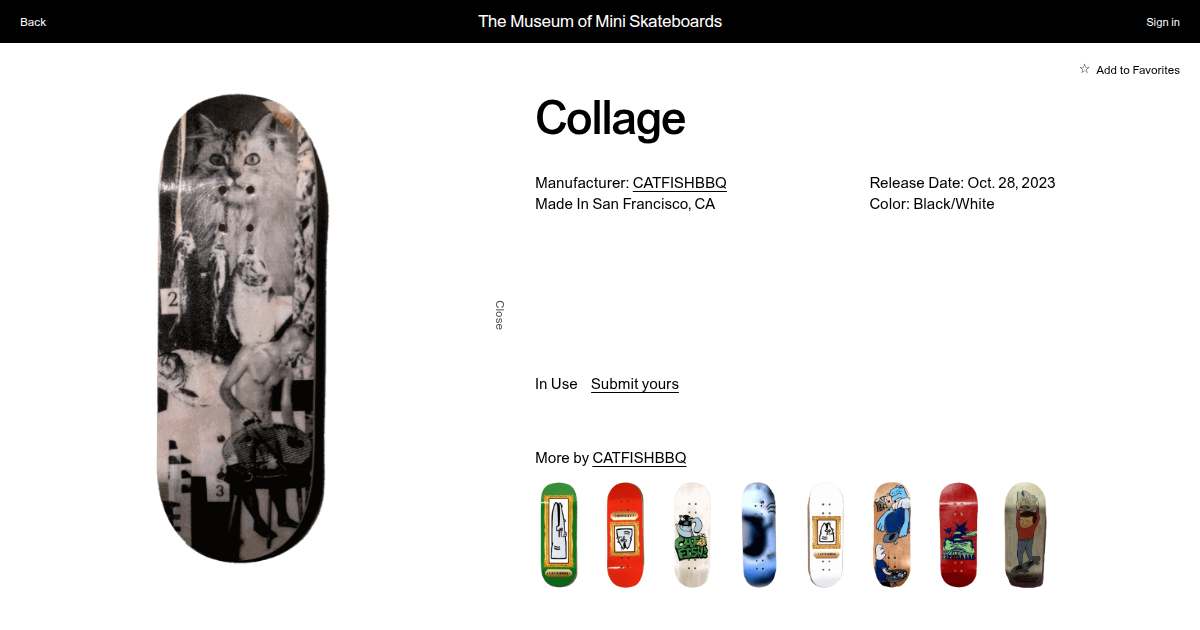 Back
The Museum of Mini Skateboards
Sign in
☆ Add to Favorites
Collage
Manufacturer: CATFISHBBQ
Made In San Francisco, CA
Release Date: Oct. 28, 2023
Color: Black/White
2
3
Close
In Use Submit yours
More by CATFISHBBQ